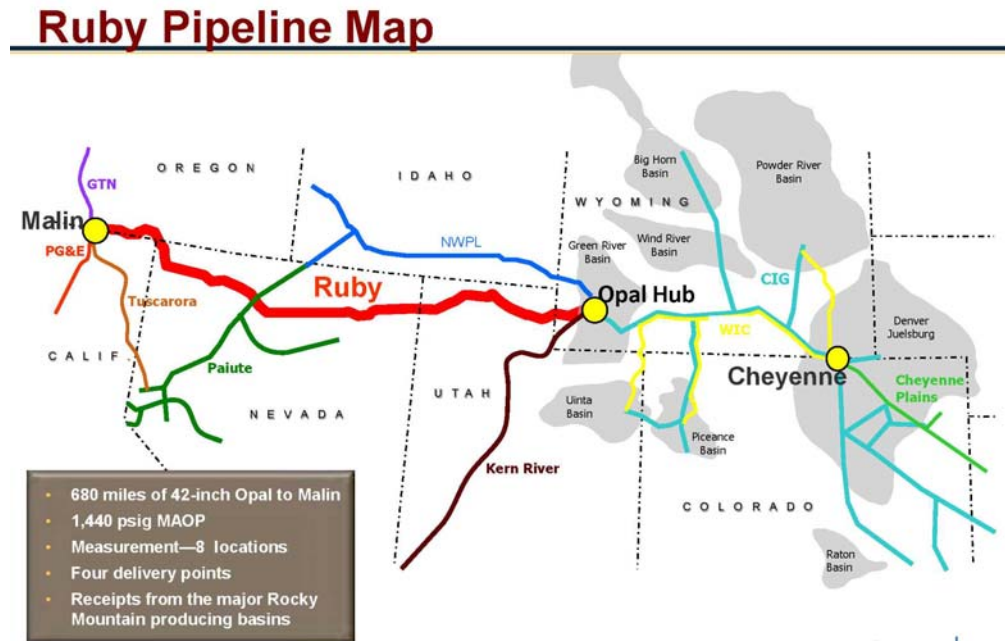 Ruby Pipeline Map
OREGON
IDAHO
Big Horn
Basin
Powder River
Basin
GTN
WYOMING
Malin
NWPL
Green River
Basin
Wind River
Basin
PG&E
Ruby
Opal Hub
CIG
Tuscarora
WIC
Denver
Juelsburg
CALIF
Paiute
Cheyenne
Cheyenne
Plains
NEVADA
UTAH
Uinta
Basin
Piceance
Basin
Kern River
COLORADO
Raton
Basin
• 680 miles of 42-inch Opal to Malin
• 1,440 psig MAOP
• Measurement—8 locations
• Four delivery points
• Receipts from the major Rocky
Mountain producing basins